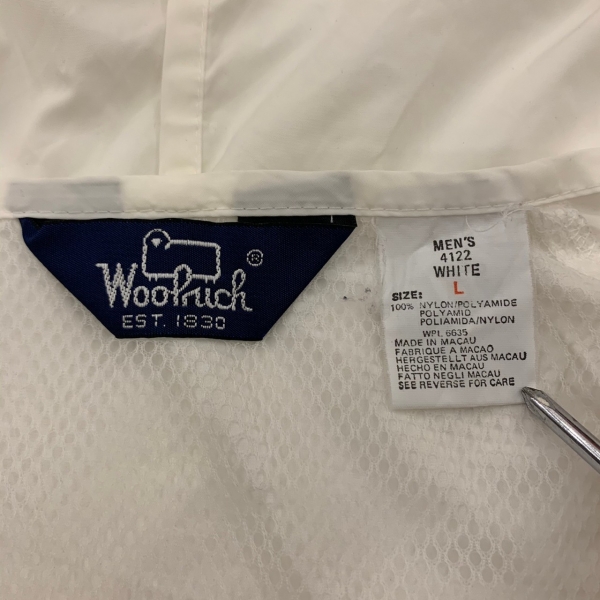 Woolrich®
EST. 1830
MEN'S
4122
WHITE
SIZE: L
100% NYLON/POLYAMIDE
POLYAMID
POLIAMIDA/NYLON
WPL 6635
MADE IN MACAU
FABRIQUE A MACAO
HERGESTELLT AUS MACAU
HECHO EN MACAU
FATTO NEGLI MACAU
SEE REVERSE FOR CARE